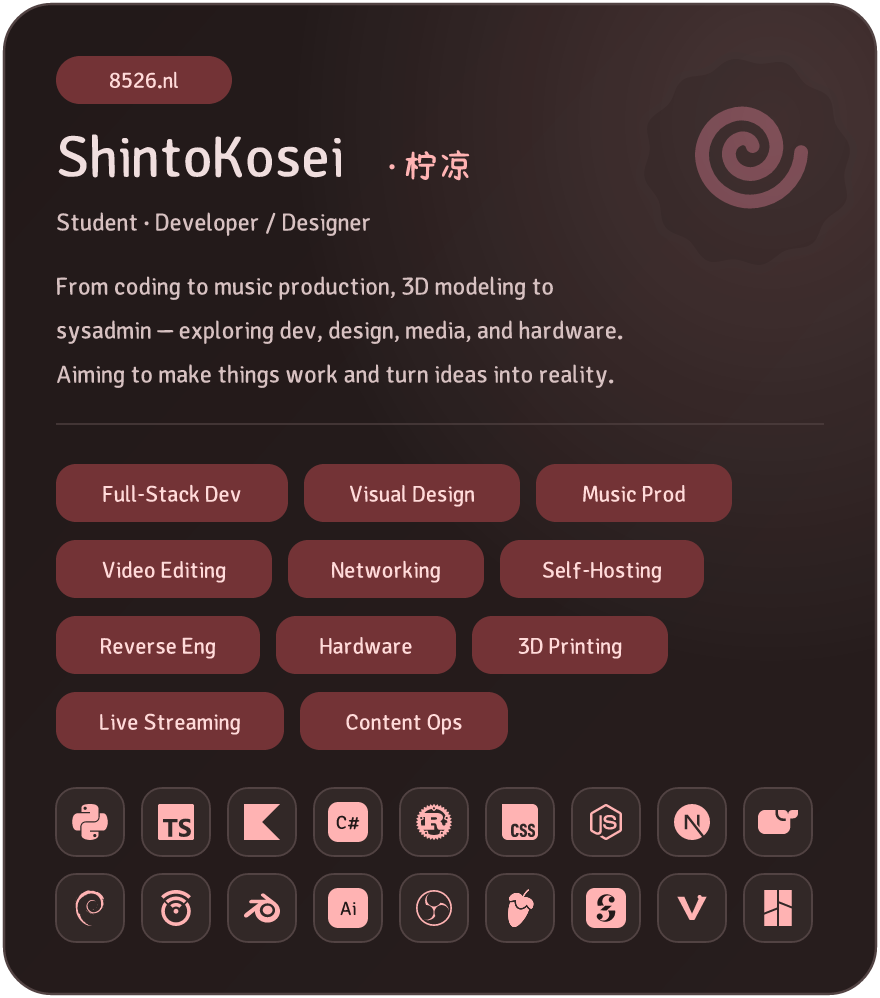 8526.nl
ShintoKosei · 柠凉
Student · Developer / Designer
From coding to music production, 3D modeling to
sysadmin — exploring dev, design, media, and hardware.
Aiming to make things work and turn ideas into reality.
Full-Stack Dev Visual Design Music Prod
Video Editing Networking Self-Hosting
Reverse Eng Hardware 3D Printing
Live Streaming Content Ops
TS C# R CSS JS N
Ai